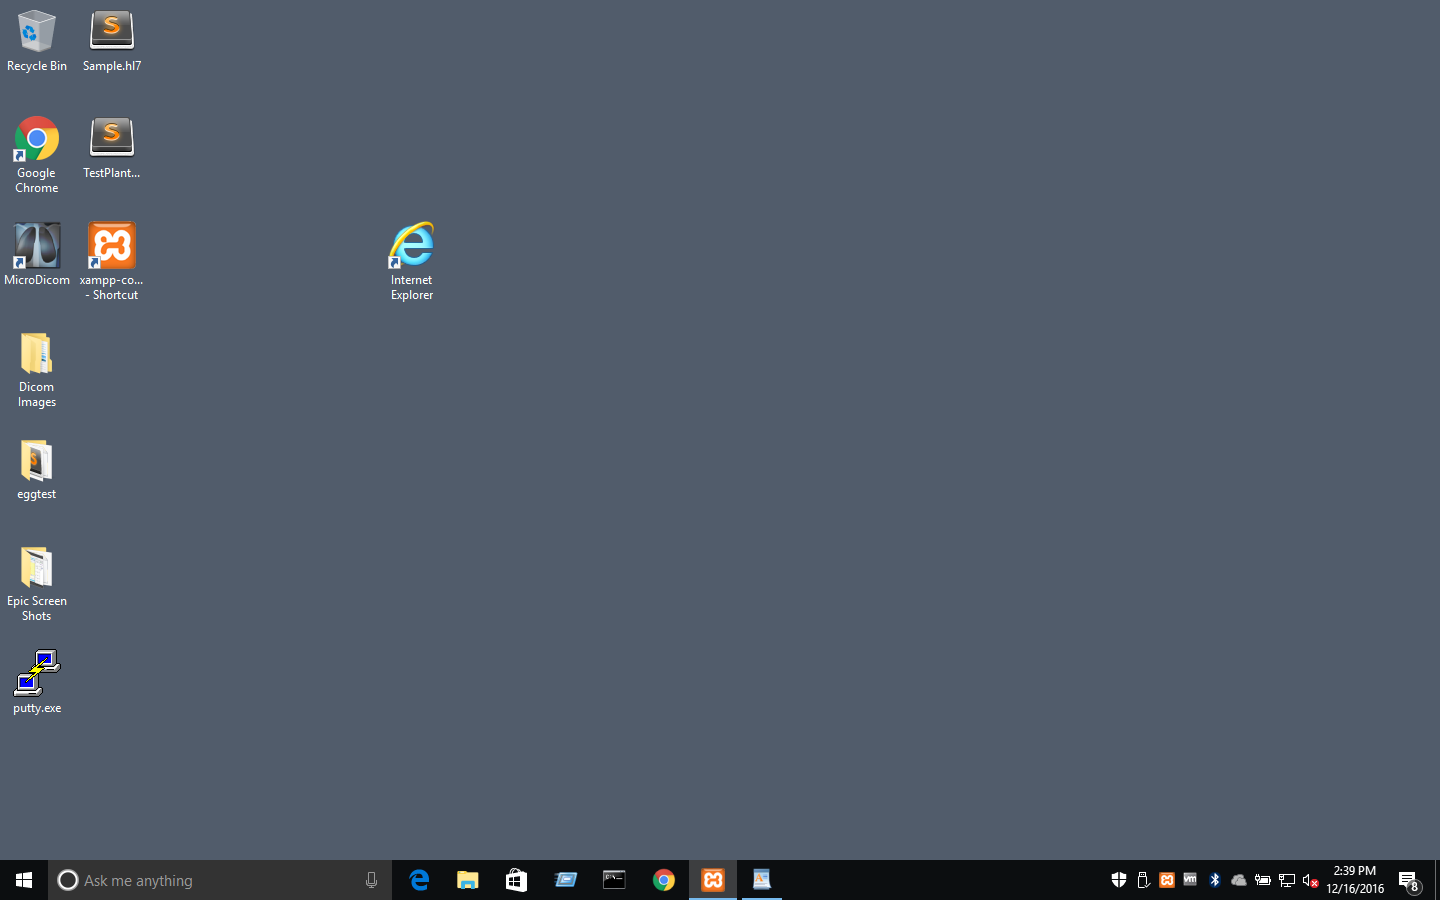 Recycle Bin
Sample.hl7
Google
Chrome
TestPlant...
MicroDicom
xampp-co...
- Shortcut
Internet
Explorer
Dicom
Images
eggtest
Epic Screen
Shots
putty.exe
Ask me anything
2:39 PM
12/16/2016
8